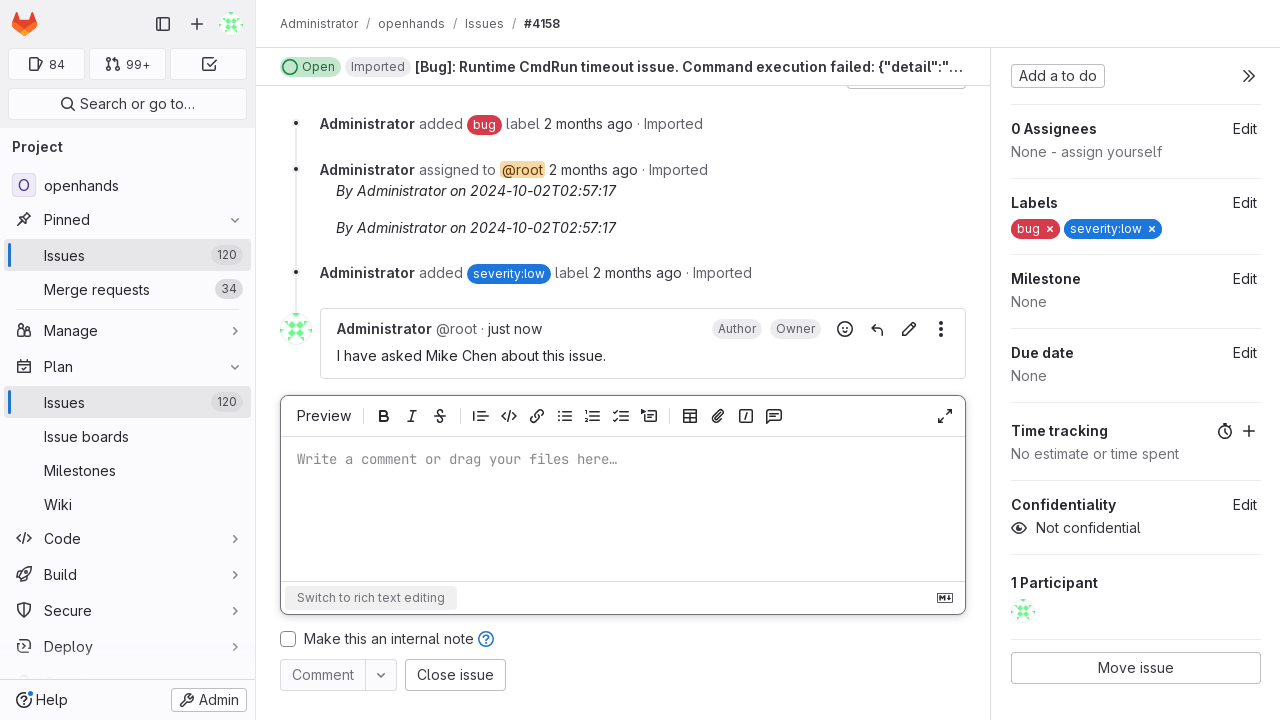 84
99+
Search or go to…
Project
O openhands
Pinned
Issues 120
Merge requests 34
Manage
Plan
Issues 120
Issue boards
Milestones
Wiki
Code
Build
Secure
Deploy
Help
Admin
Administrator / openhands / Issues / #4158
Open Imported [Bug]: Runtime CmdRun timeout issue. Command execution failed: {"detail":"…
Administrator added bug label 2 months ago · Imported
Administrator assigned to @root 2 months ago · Imported
By Administrator on 2024-10-02T02:57:17
By Administrator on 2024-10-02T02:57:17
Administrator added severity:low label 2 months ago · Imported
Administrator @root · just now Author Owner
I have asked Mike Chen about this issue.
Preview
Write a comment or drag your files here…
Switch to rich text editing
Make this an internal note
Comment
Close issue
Add a to do
0 Assignees Edit
None - assign yourself
Labels Edit
bug × severity:low ×
Milestone Edit
None
Due date Edit
None
Time tracking
No estimate or time spent
Confidentiality Edit
Not confidential
1 Participant
Move issue